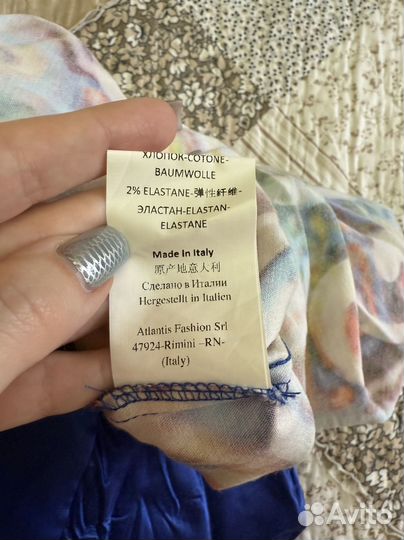 ХЛОПОК-COTONE-
BAUMWOLLE
2% ELASTANE-弹性纤维-
ЭЛАСТАН-ELASTAN-
ELASTANE
Made in Italy
原产地意大利
Сделано в Италии
Hergestellt in Italien
Atlantis Fashion Srl
47924-Rimini –RN-
(Italy)
Avito